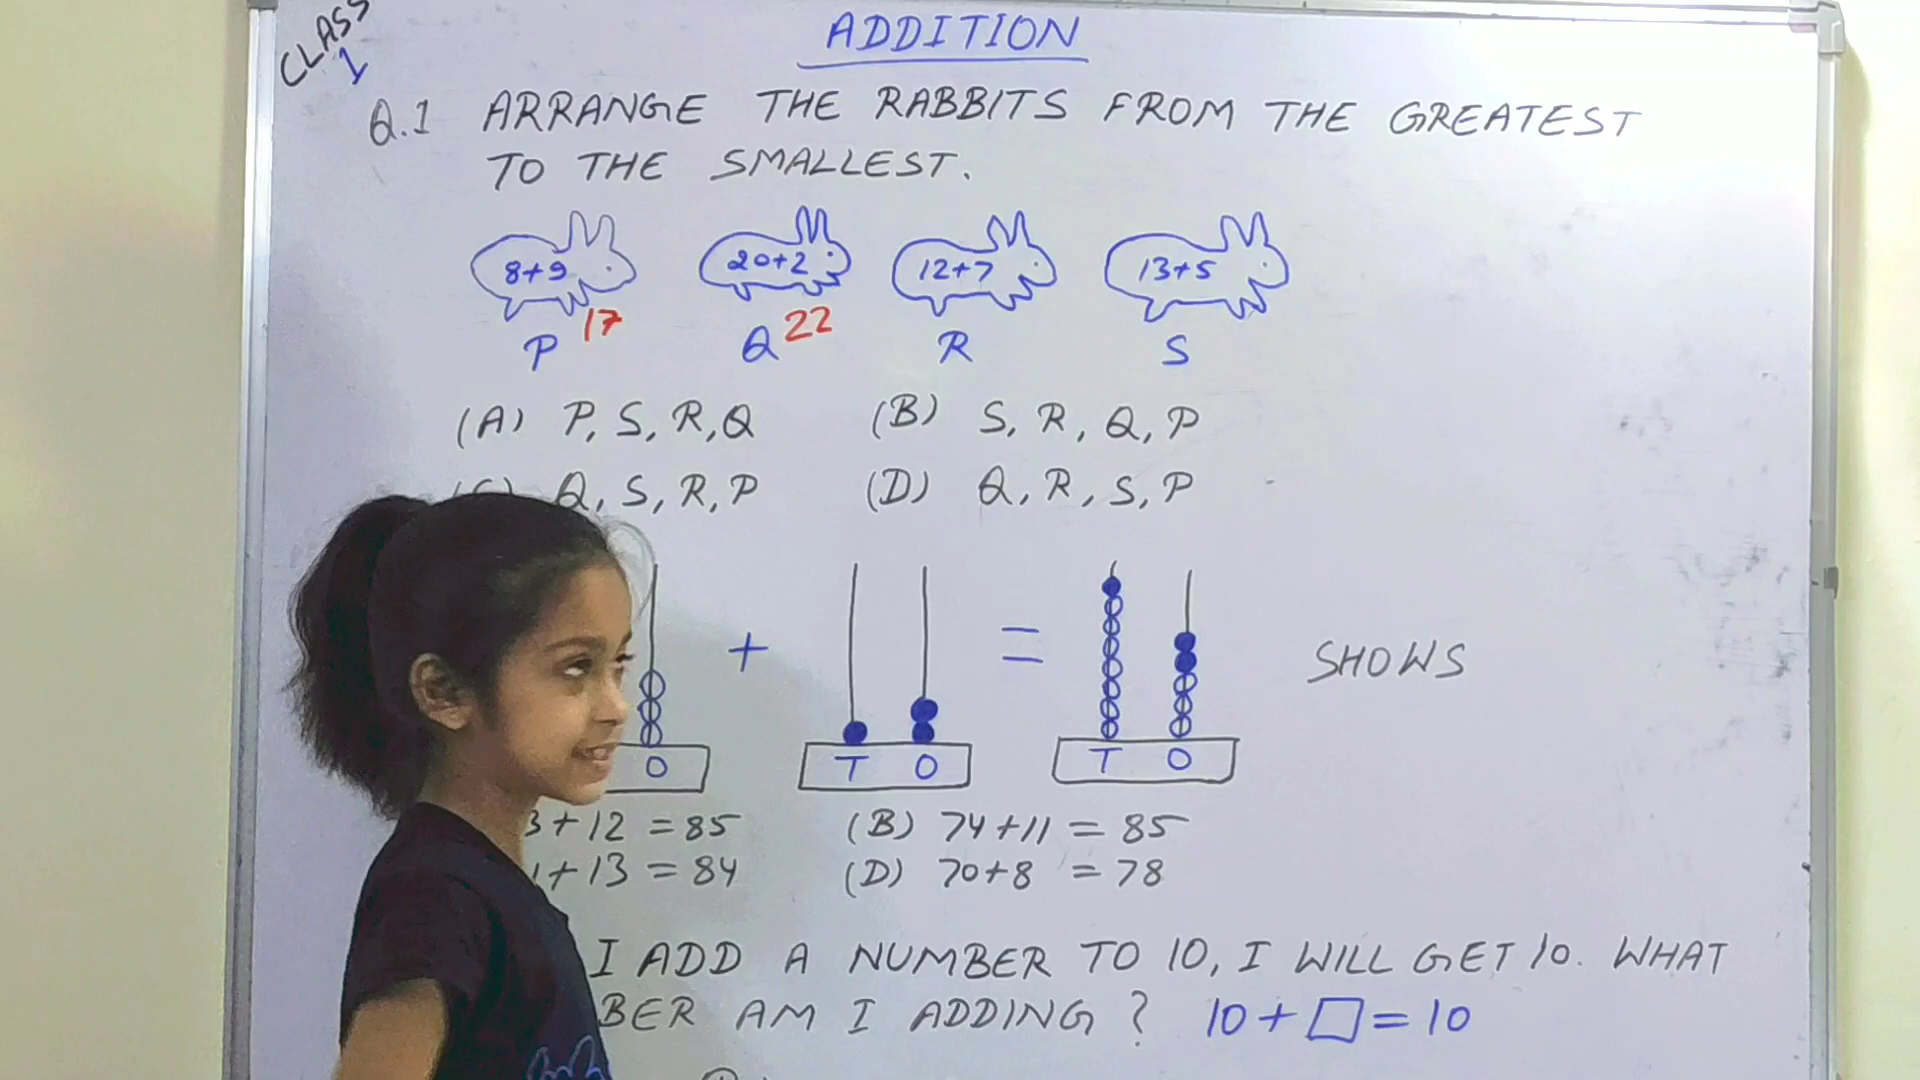 CLASS
1
ADDITION
Q.1 ARRANGE THE RABBITS FROM THE GREATEST
TO THE SMALLEST.
8+9 20+2 12+7 13+5
17 22
P Q R S
(A) P, S, R, Q (B) S, R, Q, P
(C) Q, S, R, P (D) Q, R, S, P
+ = SHOWS
O T O T O
3+12 = 85 (B) 74+11 = 85
1+13 = 84 (D) 70+8 = 78
I ADD A NUMBER TO 10, I WILL GET 10. WHAT
BER AM I ADDING? 10+□=10